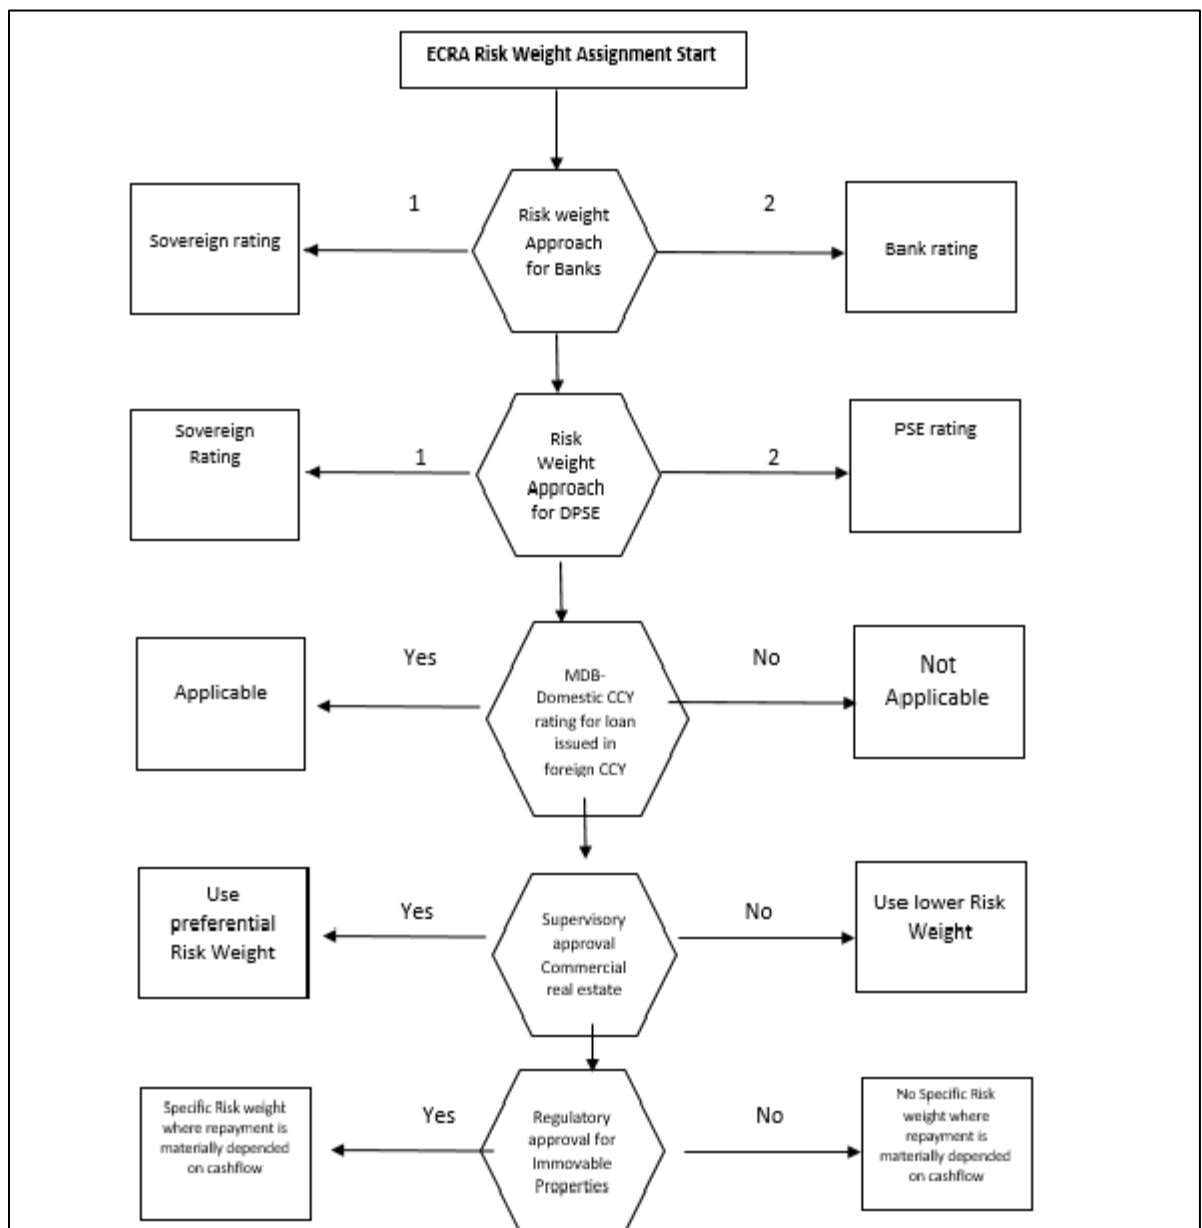 ECRA Risk Weight Assignment Start
1
2
Sovereign rating
Risk weight
Approach
for Banks
Bank rating
Sovereign
Rating
1
Risk
Weight
Approach
for DPSE
2
PSE rating
Applicable
Yes
MDB-
Domestic CCY
rating for loan
issued in
foreign CCY
No
Not
Applicable
Use
preferential
Risk Weight
Yes
Supervisory
approval
Commercial
real estate
No
Use lower Risk
Weight
Specific Risk weight
where repayment is
materially depended
on cashflow
Yes
Regulatory
approval for
Immovable
Properties
No
No Specific Risk
weight where
repayment is
materially depended
on cashflow